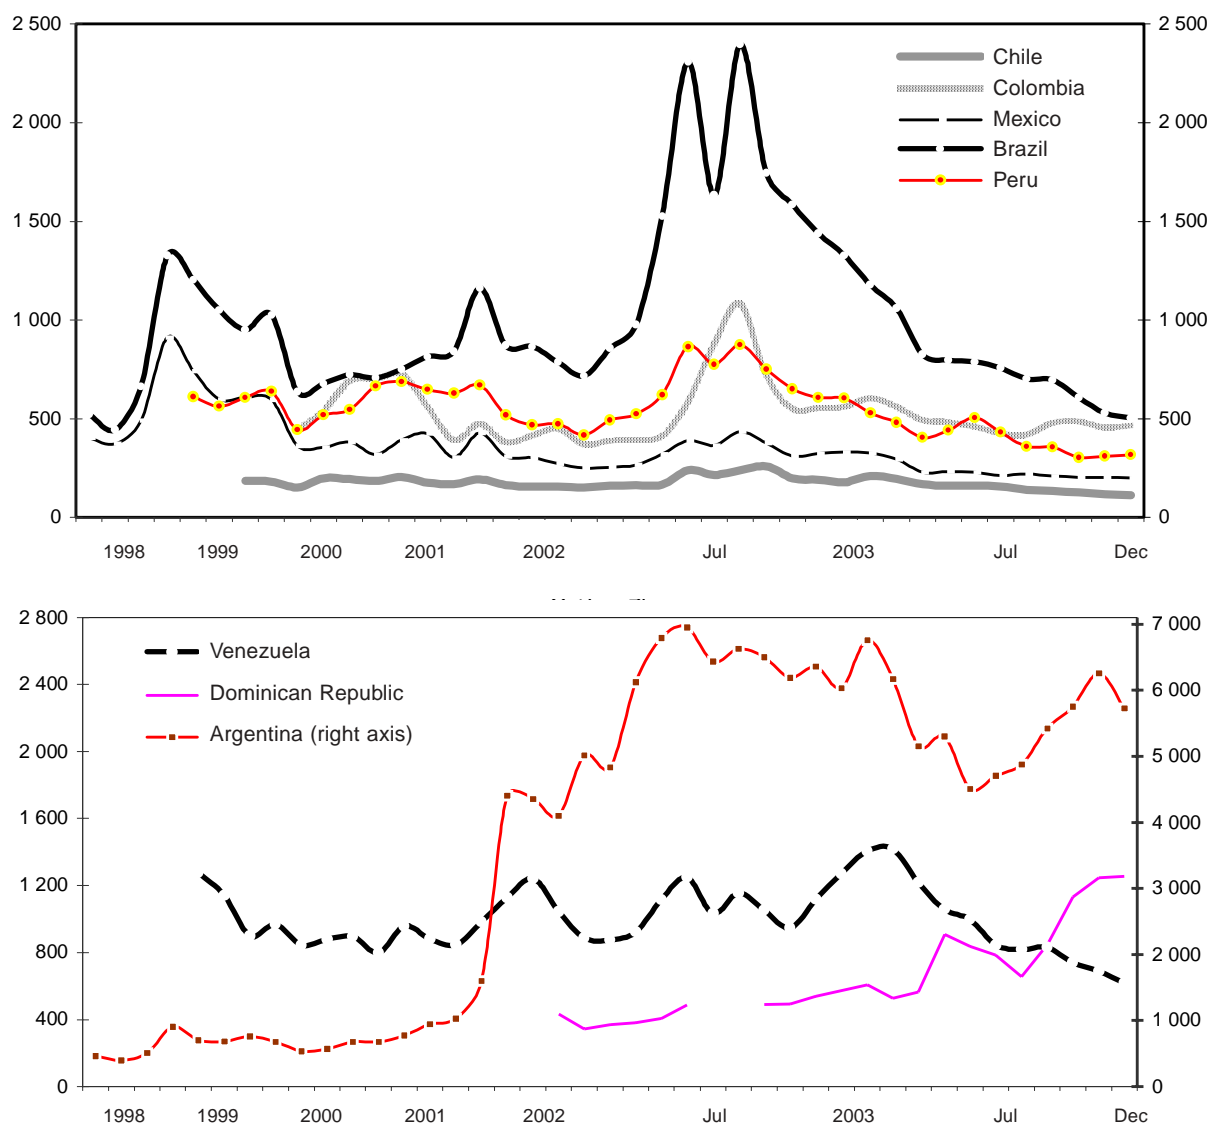 2 500 2 500
Chile
Colombia
2 000 Mexico 2 000
Brazil
Peru
1 500 1 500
1 000 1 000
500 500
0 0
1998 1999 2000 2001 2002 Jul 2003 Jul Dec
2 800 7 000
Venezuela
2 400 Dominican Republic 6 000
Argentina (right axis)
2 000 5 000
1 600 4 000
1 200 3 000
800 2 000
400 1 000
0 0
1998 1999 2000 2001 2002 Jul 2003 Jul Dec